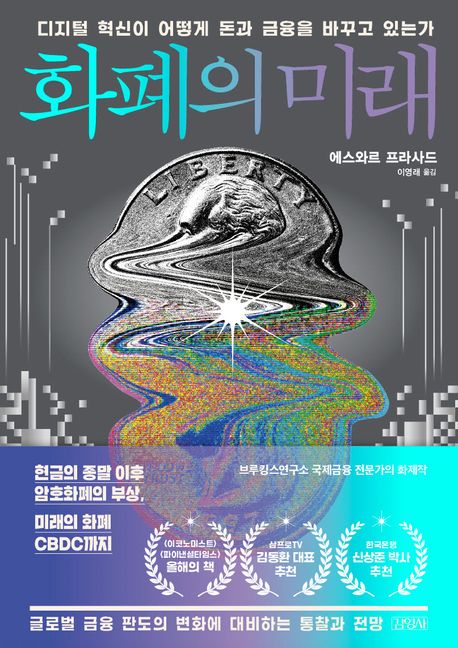 디지털 혁신이 어떻게 돈과 금융을 바꾸고 있는가
화폐의 미래
에스와르 프라사드
이영래 옮김
LIBERTY
현금의 종말 이후
암호화폐의 부상,
미래의 화폐
CBDC까지
브루킹스연구소 국제금융 전문가의 화제작
《이코노미스트》
《파이낸셜타임스》
올해의 책
삼프로TV
김동환 대표
추천
한국은행
신상준 박사
추천
글로벌 금융 판도의 변화에 대비하는 통찰과 전망
김영사